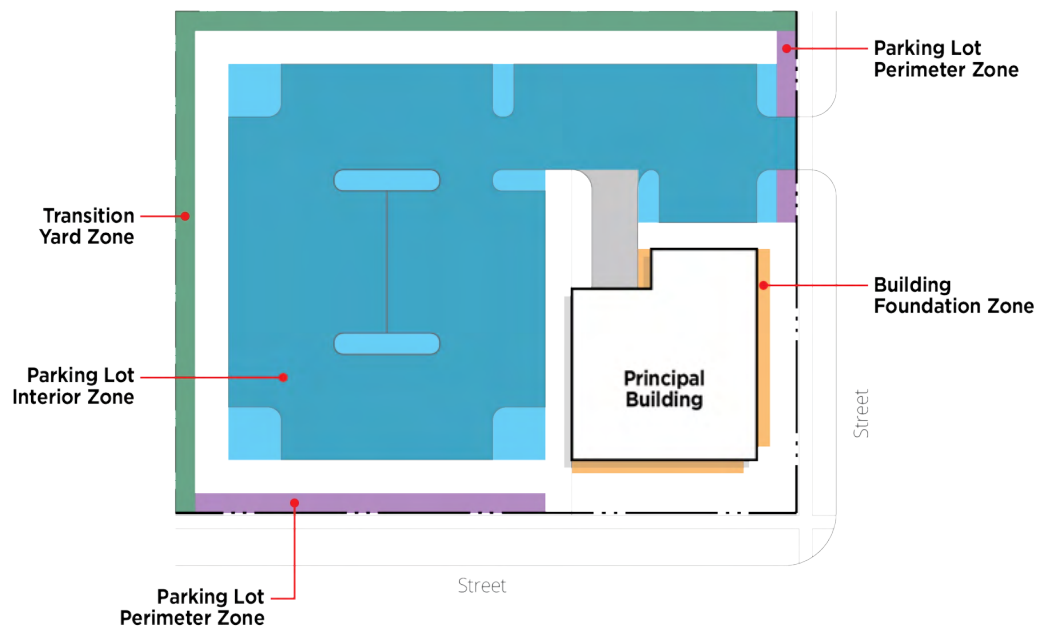 Parking Lot
Perimeter Zone
Transition
Yard Zone
Building
Foundation Zone
Parking Lot
Interior Zone
Principal
Building
Street
Street
Parking Lot
Perimeter Zone